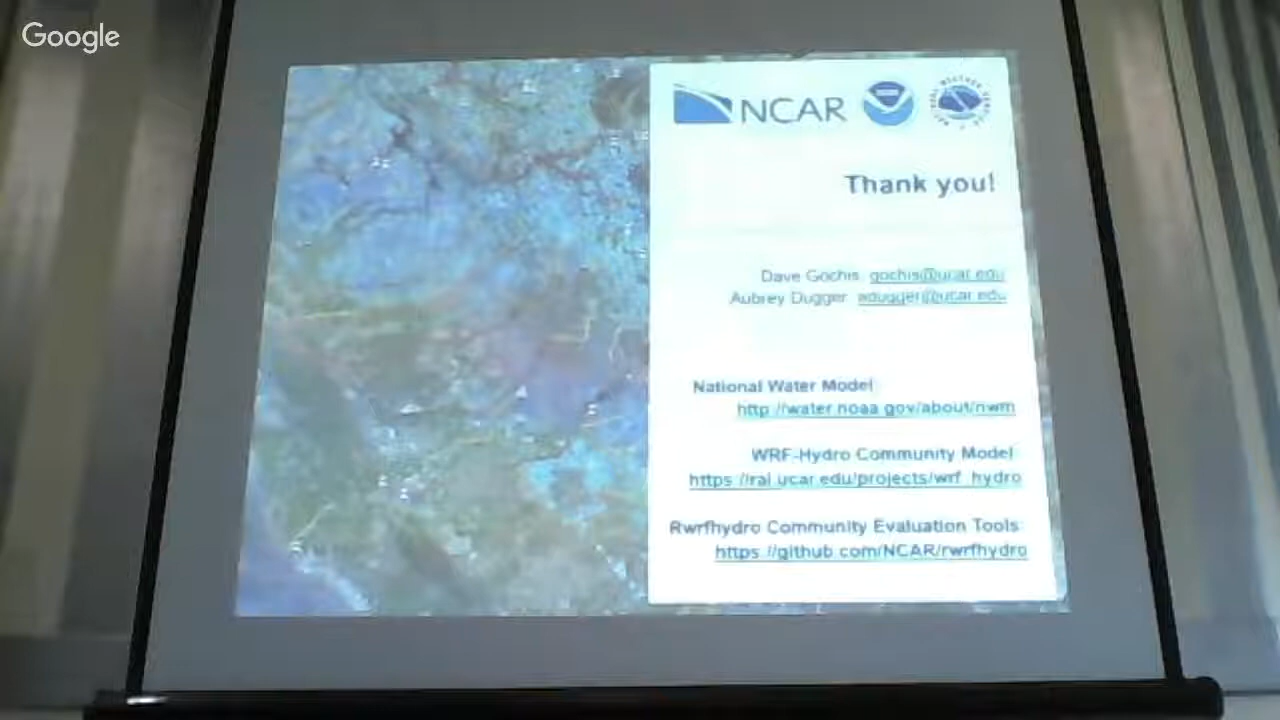 Google
NCAR
Thank you!
Dave Gochis gochis@ucar.edu
Aubrey Dugger adugger@ucar.edu
National Water Model:
http://water.noaa.gov/about/nwm
WRF-Hydro Community Model:
https://ral.ucar.edu/projects/wrf_hydro
Rwrfhydro Community Evaluation Tools:
https://github.com/NCAR/rwrfhydro